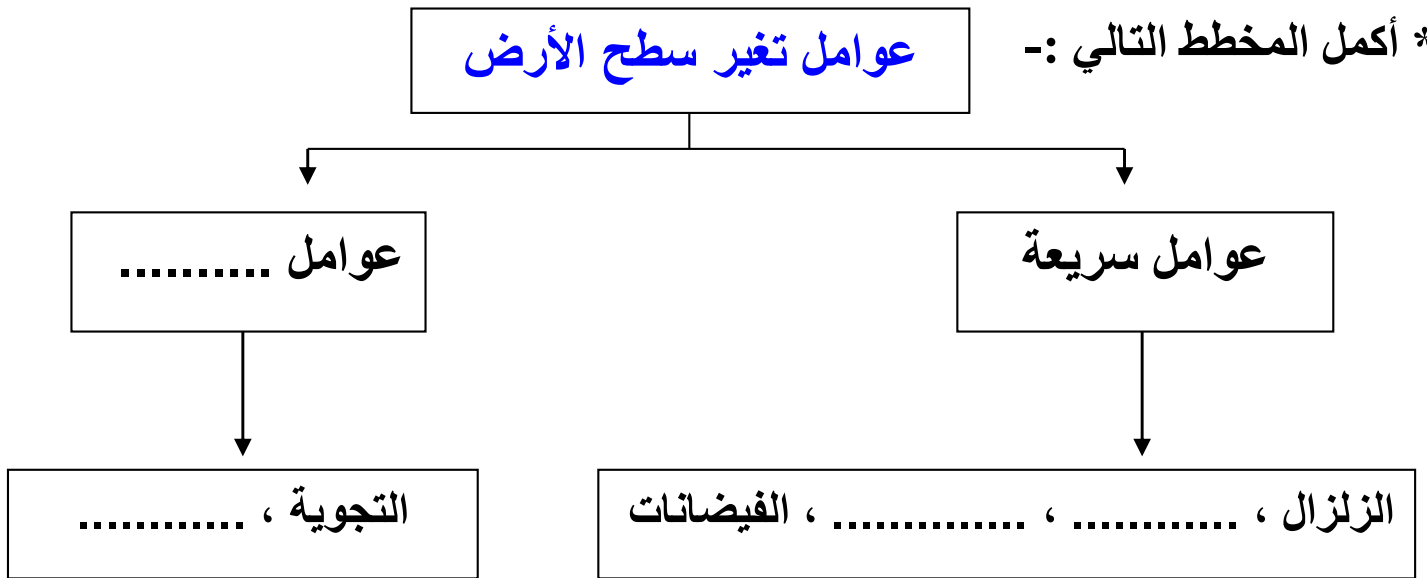 * أكمل المخطط التالي :-
عوامل تغير سطح الأرض
عوامل سريعة
عوامل ..........
الزلزال ، ............ ، .............. ، الفيضانات
التجوية ، ............